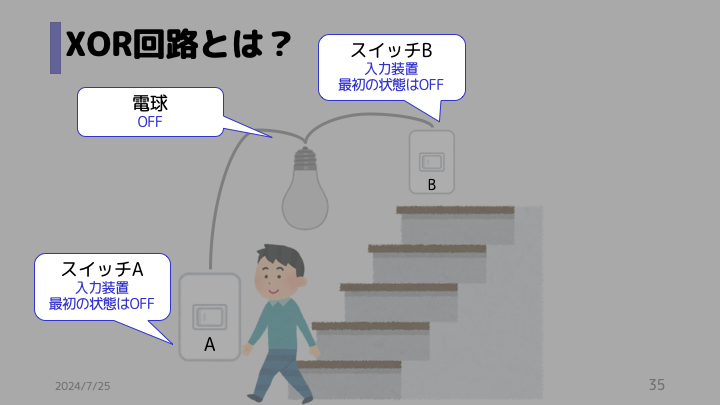 XOR回路とは？
スイッチB
入力装置
最初の状態はOFF
電球
OFF
B
スイッチA
入力装置
最初の状態はOFF
A
2024/7/25
35